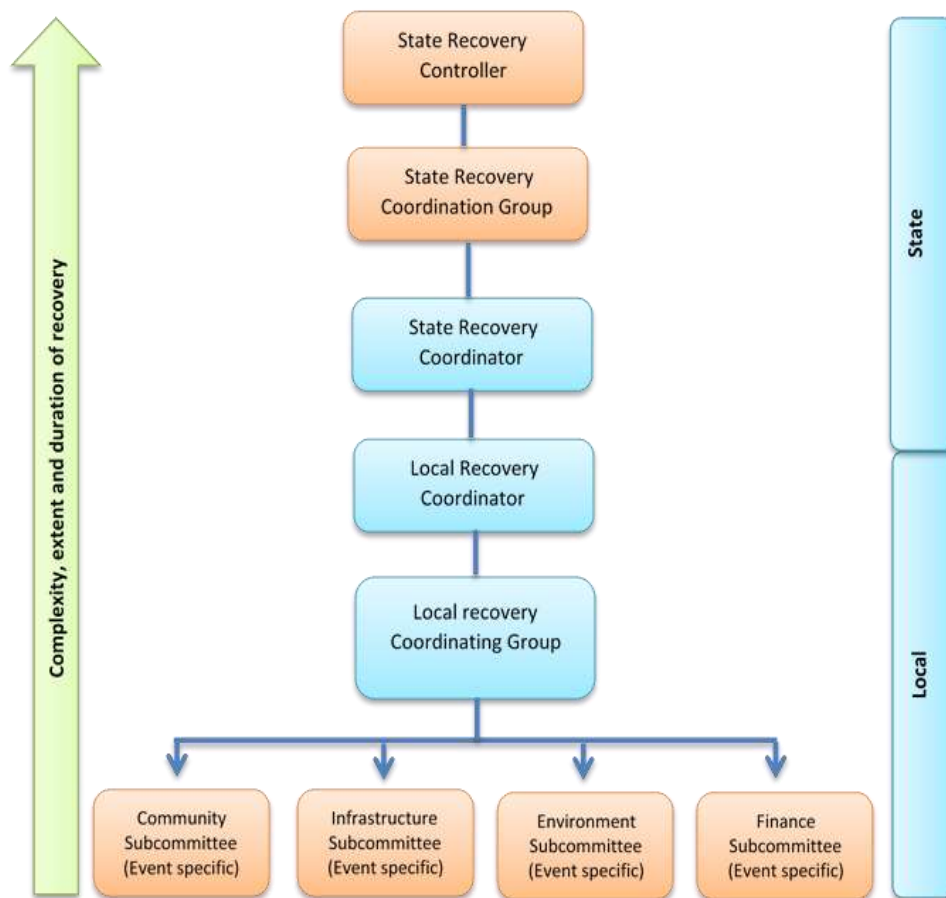 State Recovery
Controller
State Recovery
Coordination Group
State Recovery
Coordinator
Local Recovery
Coordinator
Local recovery
Coordinating Group
Community
Subcommittee
(Event specific)
Infrastructure
Subcommittee
(Event specific)
Environment
Subcommittee
(Event specific)
Finance
Subcommittee
(Event specific)
Complexity, extent and duration of recovery
State
Local